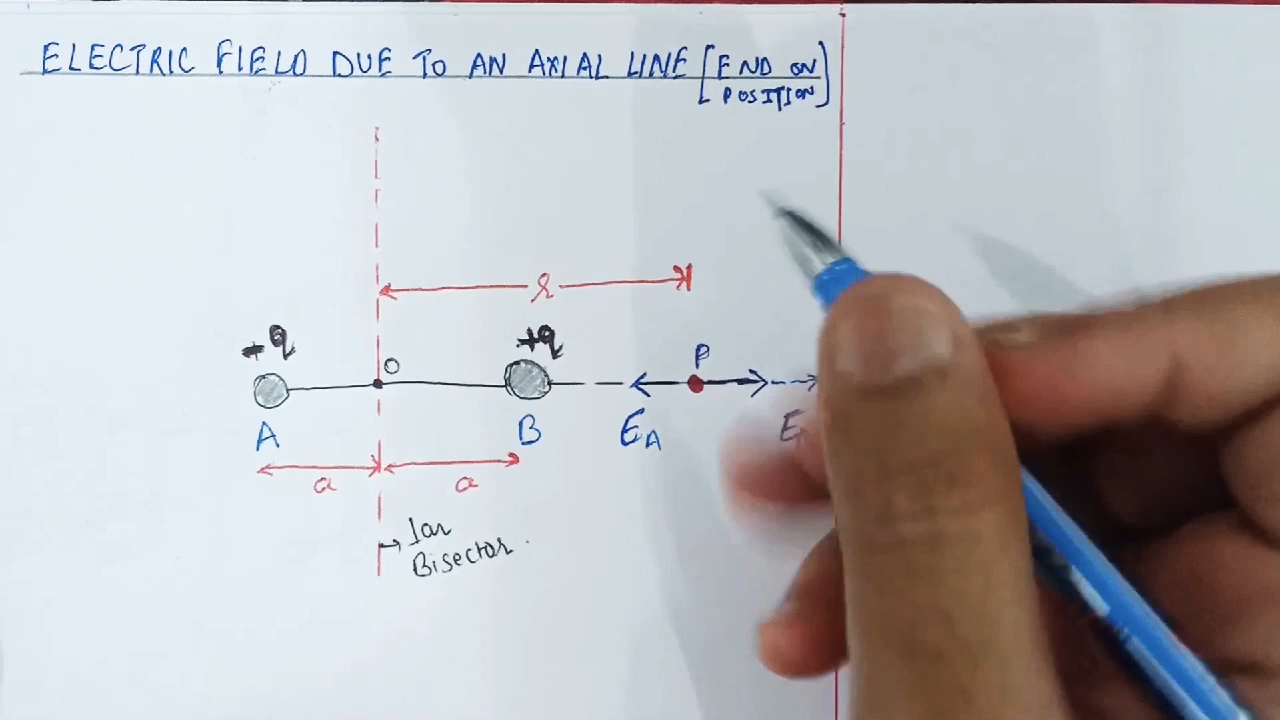 ELECTRIC FIELD DUE TO AN AXIAL LINE [END ON
POSITION]
r
+q +q
O P
A B EA E
a a
Iar
Bisector.